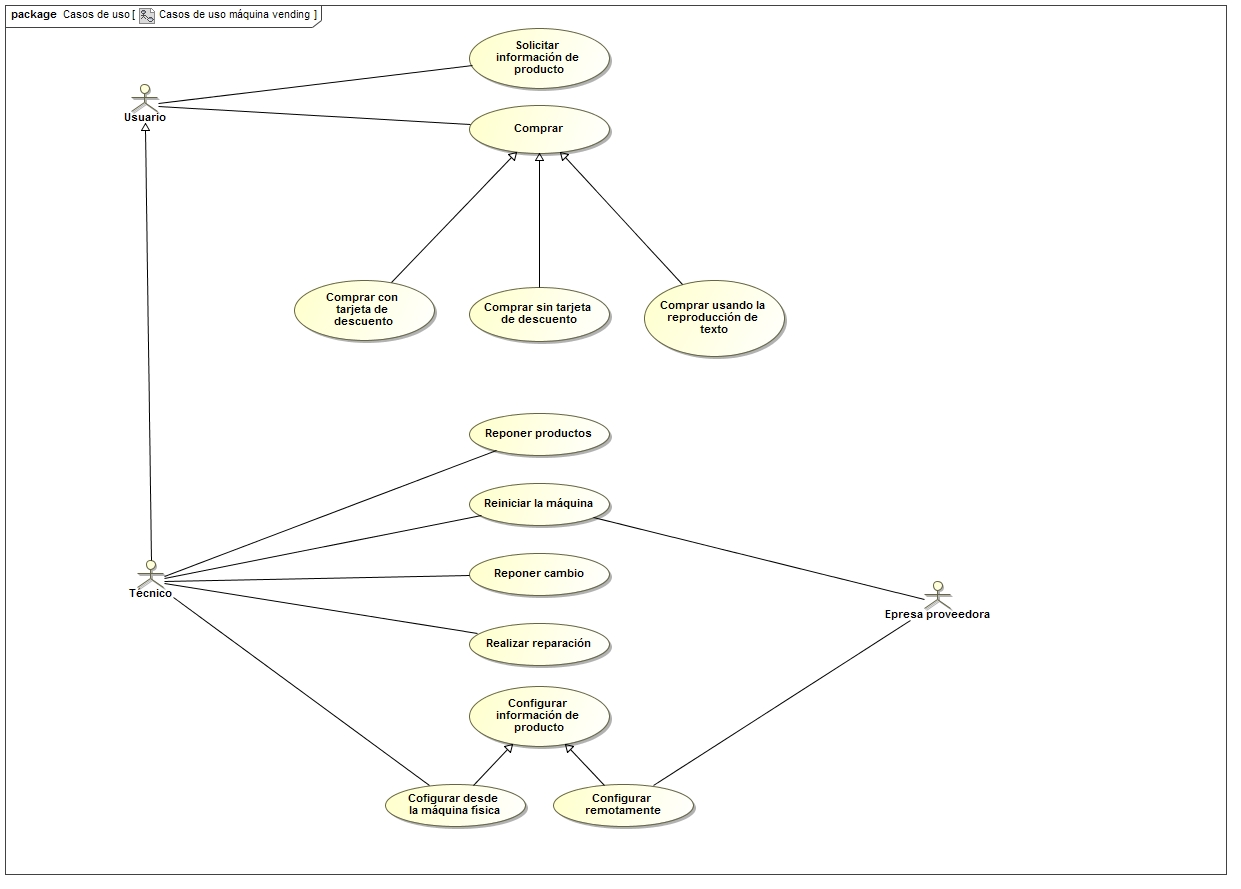 package Casos de uso [ Casos de uso máquina vending ]
Solicitar
información de
producto
Usuario
Comprar
Comprar con
tarjeta de
descuento
Comprar sin tarjeta
de descuento
Comprar usando la
reproducción de
texto
Reponer productos
Reiniciar la máquina
Reponer cambio
Técnico
Epresa proveedora
Realizar reparación
Configurar
información de
producto
Cofigurar desde
la máquina física
Configurar
remotamente